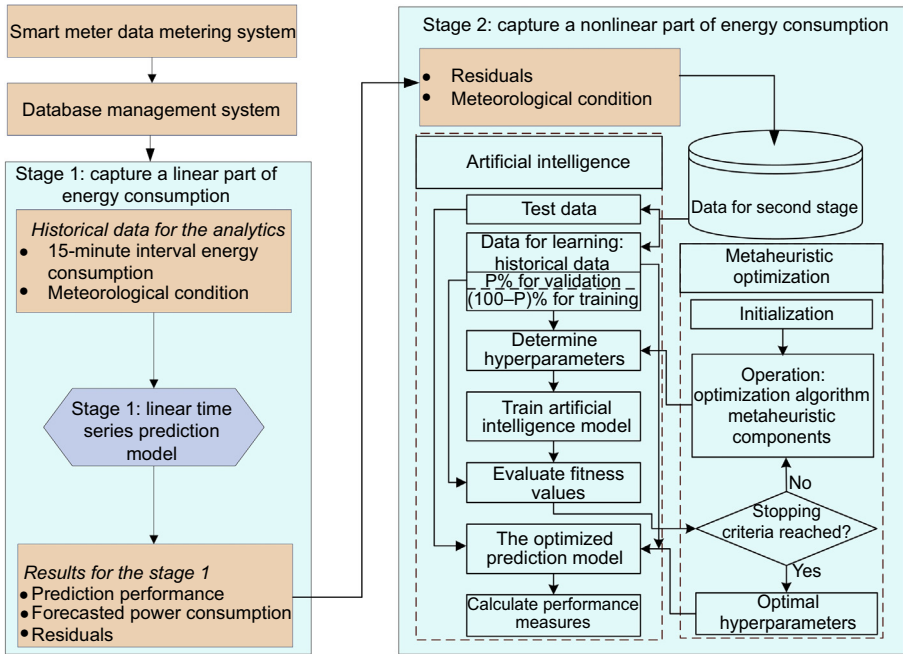 Smart meter data metering system
Database management system
Stage 1: capture a linear part of
energy consumption
Historical data for the analytics
• 15-minute interval energy
consumption
• Meteorological condition
Stage 1: linear time
series prediction
model
Results for the stage 1
• Prediction performance
• Forecasted power consumption
• Residuals
Stage 2: capture a nonlinear part of energy consumption
• Residuals
• Meteorological condition
Data for second stage
Artificial intelligence
Test data
Data for learning:
historical data
P% for validation
(100–P)% for training
Determine
hyperparameters
Train artificial
intelligence model
Evaluate fitness
values
The optimized
prediction model
Calculate performance
measures
Metaheuristic
optimization
Initialization
Operation:
optimization algorithm
metaheuristic
components
No
Stopping
criteria reached?
Yes
Optimal
hyperparameters